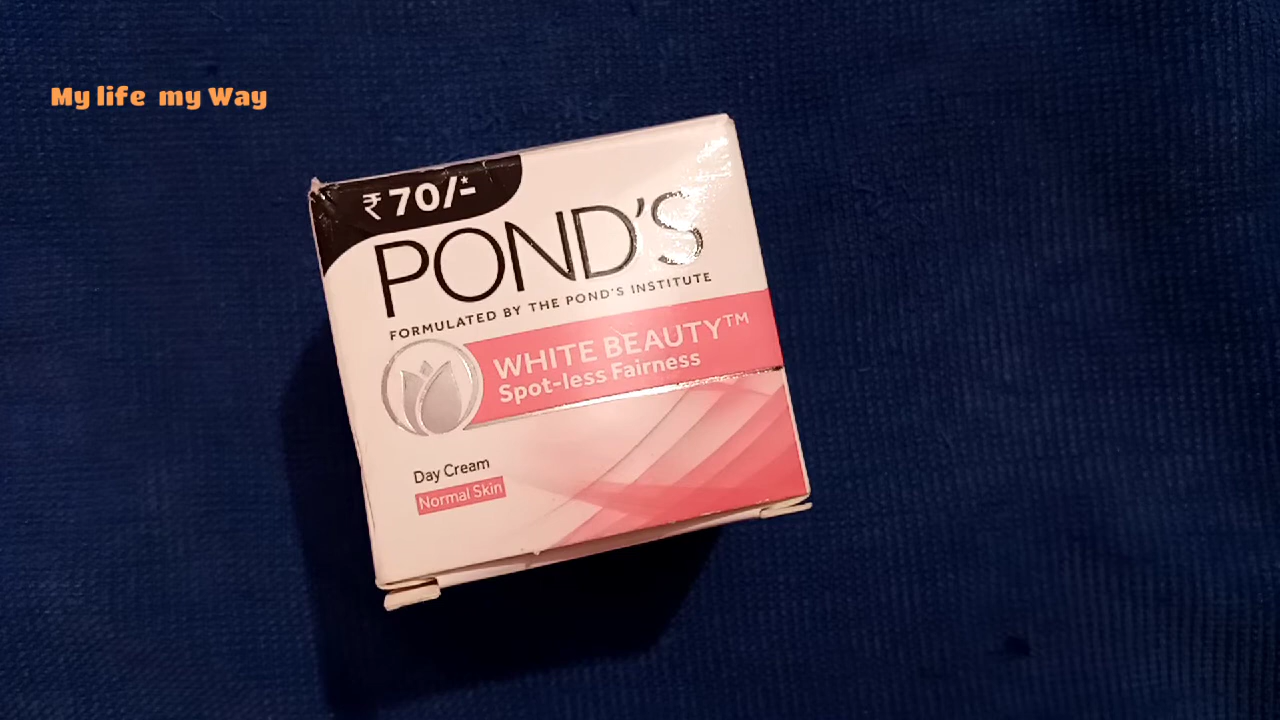 My life my Way
₹ 70/-*
POND'S
FORMULATED BY THE POND'S INSTITUTE
WHITE BEAUTY™
Spot-less Fairness
Day Cream
Normal Skin